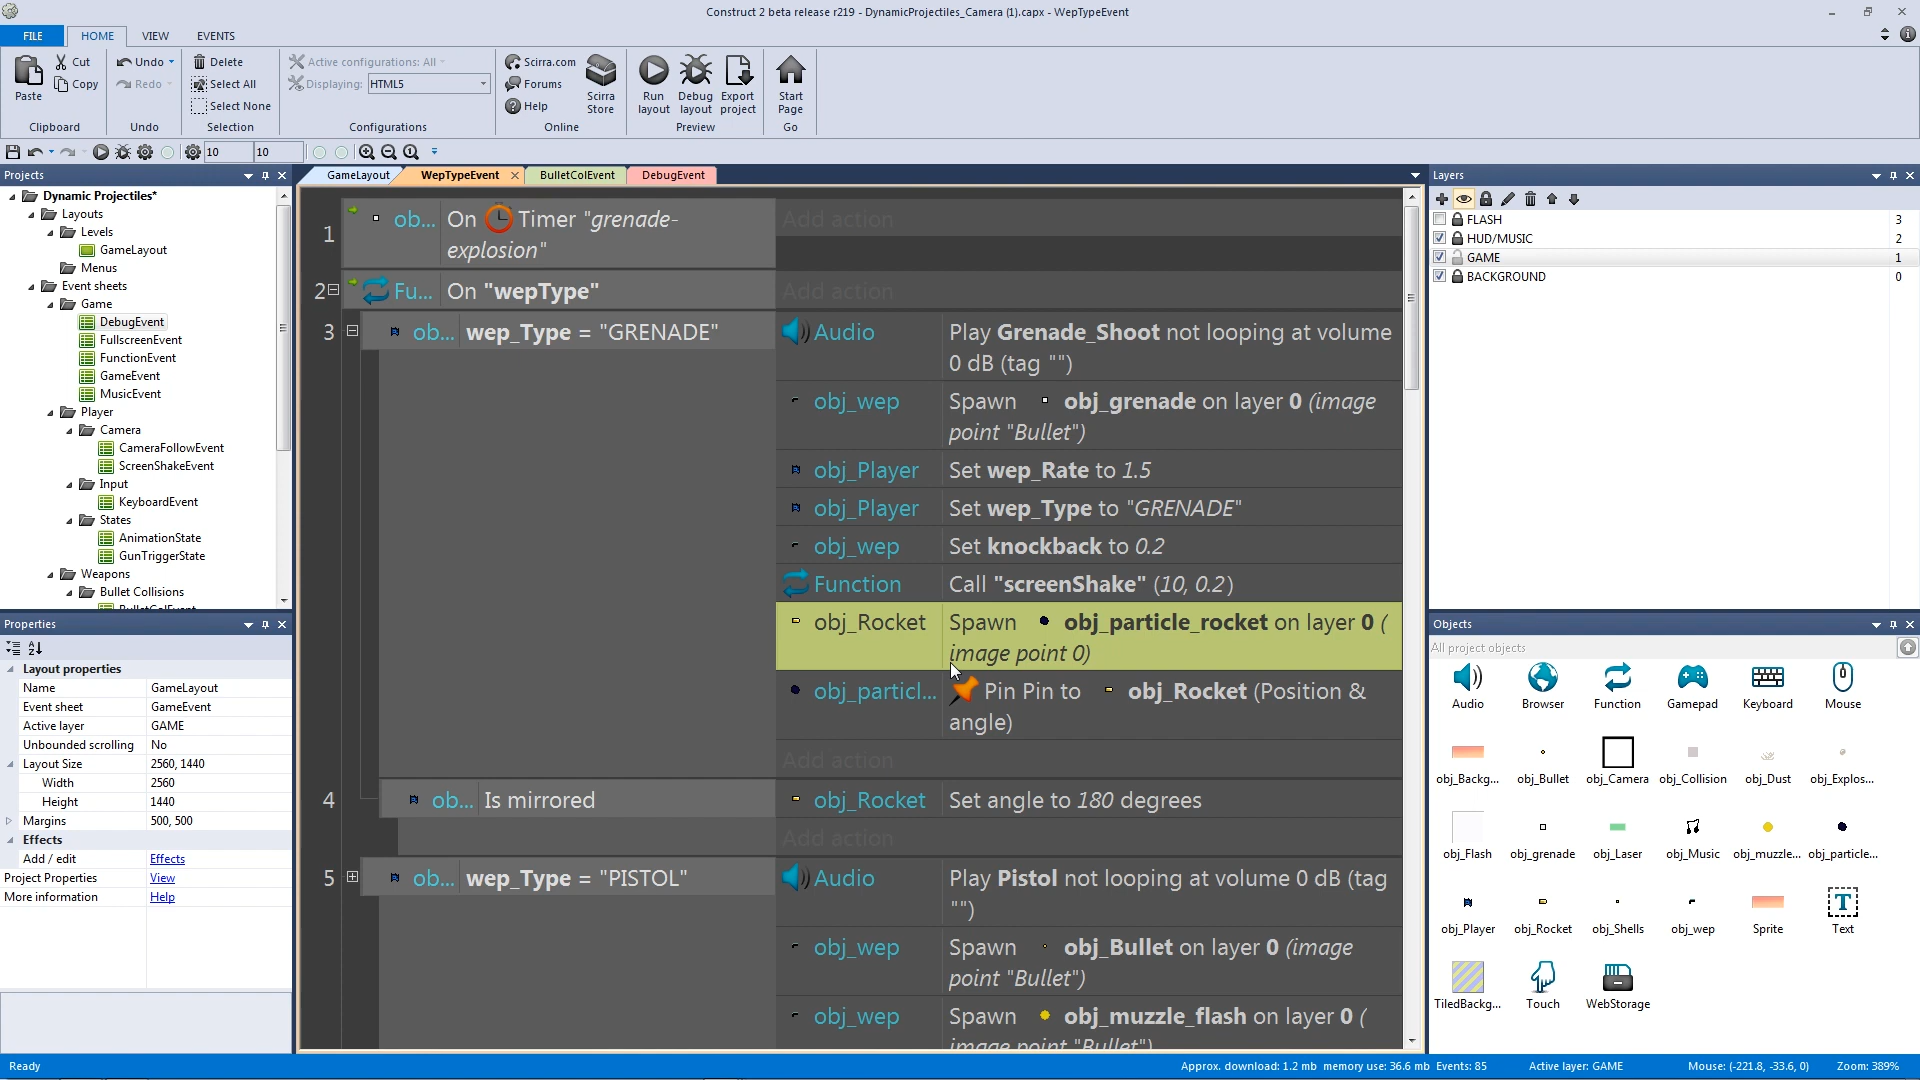 Construct 2 beta release r219 - DynamicProjectiles_Camera (1).capx - WepTypeEvent
FILE
HOME
VIEW
EVENTS
Paste
Cut
Copy
Clipboard
Undo
Redo
Undo
Delete
Select All
Select None
Selection
Active configurations: All
Displaying:
HTML5
Configurations
Scirra.com
Forums
Help
Scirra Store
Online
Run layout
Debug layout
Export project
Preview
Start Page
Go
10
10
Projects
Dynamic Projectiles*
Layouts
Levels
GameLayout
Menus
Event sheets
Game
DebugEvent
FullscreenEvent
FunctionEvent
GameEvent
MusicEvent
Player
Camera
CameraFollowEvent
ScreenShakeEvent
Input
KeyboardEvent
States
AnimationState
GunTriggerState
Weapons
Bullet Collisions
BulletColEvent
Properties
Layout properties
Name GameLayout
Event sheet GameEvent
Active layer GAME
Unbounded scrolling No
Layout Size 2560, 1440
Width 2560
Height 1440
Margins 500, 500
Effects
Add / edit Effects
Project Properties View
More information Help
GameLayout
WepTypeEvent
BulletColEvent
DebugEvent
1 ob... On Timer "grenade-
explosion"
Add action
2 Fu... On "wepType"
Add action
3 ob... wep_Type = "GRENADE"
Audio Play Grenade_Shoot not looping at volume
0 dB (tag "")
obj_wep Spawn obj_grenade on layer 0 (image
point "Bullet")
obj_Player Set wep_Rate to 1.5
obj_Player Set wep_Type to "GRENADE"
obj_wep Set knockback to 0.2
Function Call "screenShake" (10, 0.2)
obj_Rocket Spawn obj_particle_rocket on layer 0 (
image point 0)
obj_particl... Pin Pin to obj_Rocket (Position &
angle)
Add action
4 ob... Is mirrored
obj_Rocket Set angle to 180 degrees
Add action
5 ob... wep_Type = "PISTOL"
Audio Play Pistol not looping at volume 0 dB (tag
"")
obj_wep Spawn obj_Bullet on layer 0 (image
point "Bullet")
obj_wep Spawn obj_muzzle_flash on layer 0 (
image point "Bullet")
Layers
FLASH 3
HUD/MUSIC 2
GAME 1
BACKGROUND 0
Objects
All project objects
Audio
Browser
Function
Gamepad
Keyboard
Mouse
obj_Backg...
obj_Bullet
obj_Camera
obj_Collision
obj_Dust
obj_Explos...
obj_Flash
obj_grenade
obj_Laser
obj_Music
obj_muzzle...
obj_particle...
obj_Player
obj_Rocket
obj_Shells
obj_wep
Sprite
T
Text
TiledBackg...
Touch
WebStorage
Ready
Approx. download: 1.2 mb memory use: 36.6 mb Events: 85
Active layer: GAME
Mouse: (-221.8, -33.6, 0)
Zoom: 389%